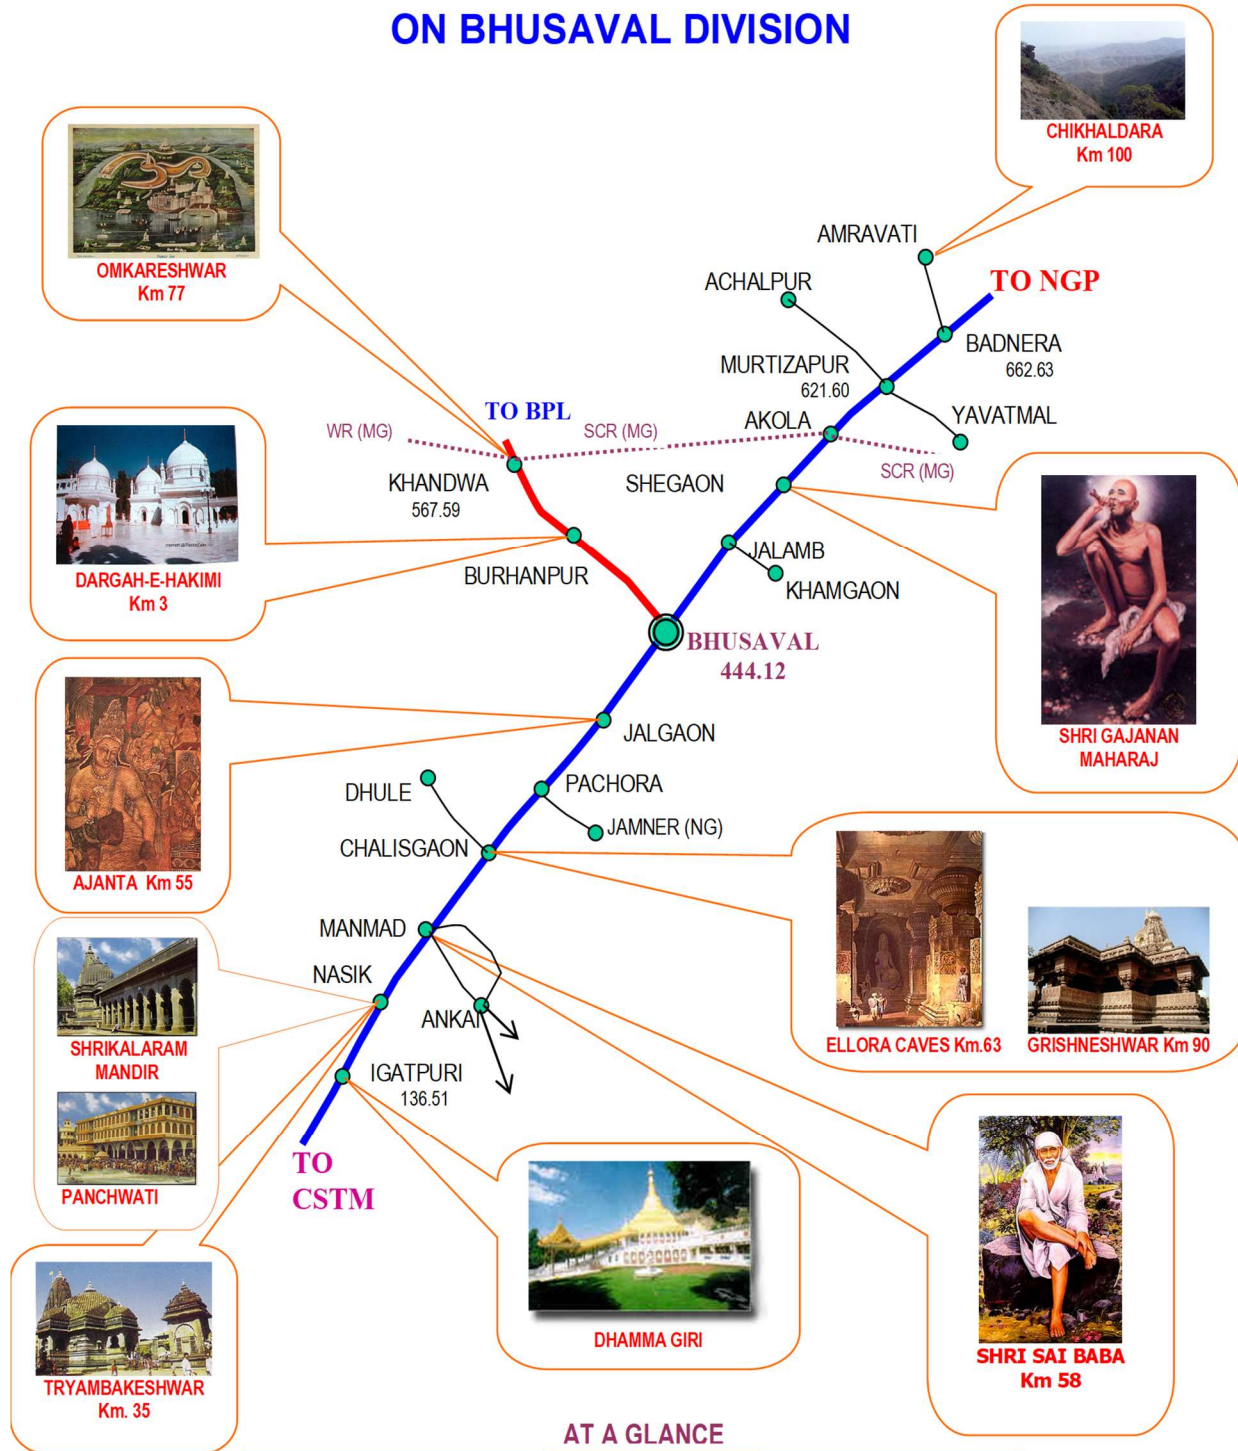 ON BHUSAVAL DIVISION
CHIKHALDARA
Km 100
OMKARESHWAR
Km 77
AMRAVATI
ACHALPUR
TO NGP
BADNERA
662.63
MURTIZAPUR
621.60
YAVATMAL
TO BPL
WR (MG)
SCR (MG)
AKOLA
SCR (MG)
KHANDWA
567.59
SHEGAON
DARGAH-E-HAKIMI
Km 3
BURHANPUR
JALAMB
KHAMGAON
BHUSAVAL
444.12
SHRI GAJANAN
MAHARAJ
JALGAON
AJANTA Km 55
DHULE
PACHORA
JAMNER (NG)
CHALISGAON
MANMAD
NASIK
ANKAI
ELLORA CAVES Km.63
GRISHNESHWAR Km 90
SHRIKALARAM
MANDIR
IGATPURI
136.51
PANCHWATI
TO
CSTM
DHAMMA GIRI
SHRI SAI BABA
Km 58
TRYAMBAKESHWAR
Km. 35
AT A GLANCE